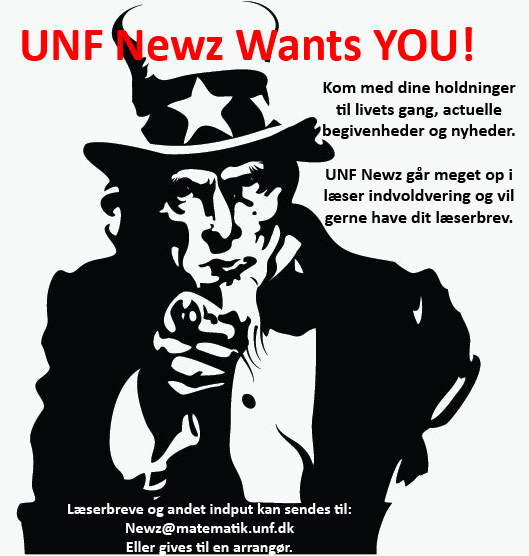 UNF Newz Wants YOU!
Kom med dine holdninger
til livets gang, actuelle
begivenheder og nyheder.
UNF Newz går meget op i
læser indvoldvering og vil
gerne have dit læserbrev.
Læserbreve og andet indput kan sendes til:
Newz@matematik.unf.dk
Eller gives til en arrangør.